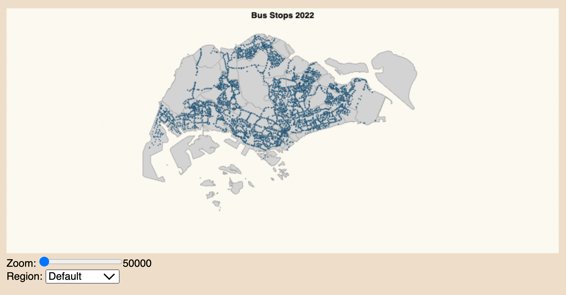 Bus Stops 2022
Zoom: 50000
Region: Default